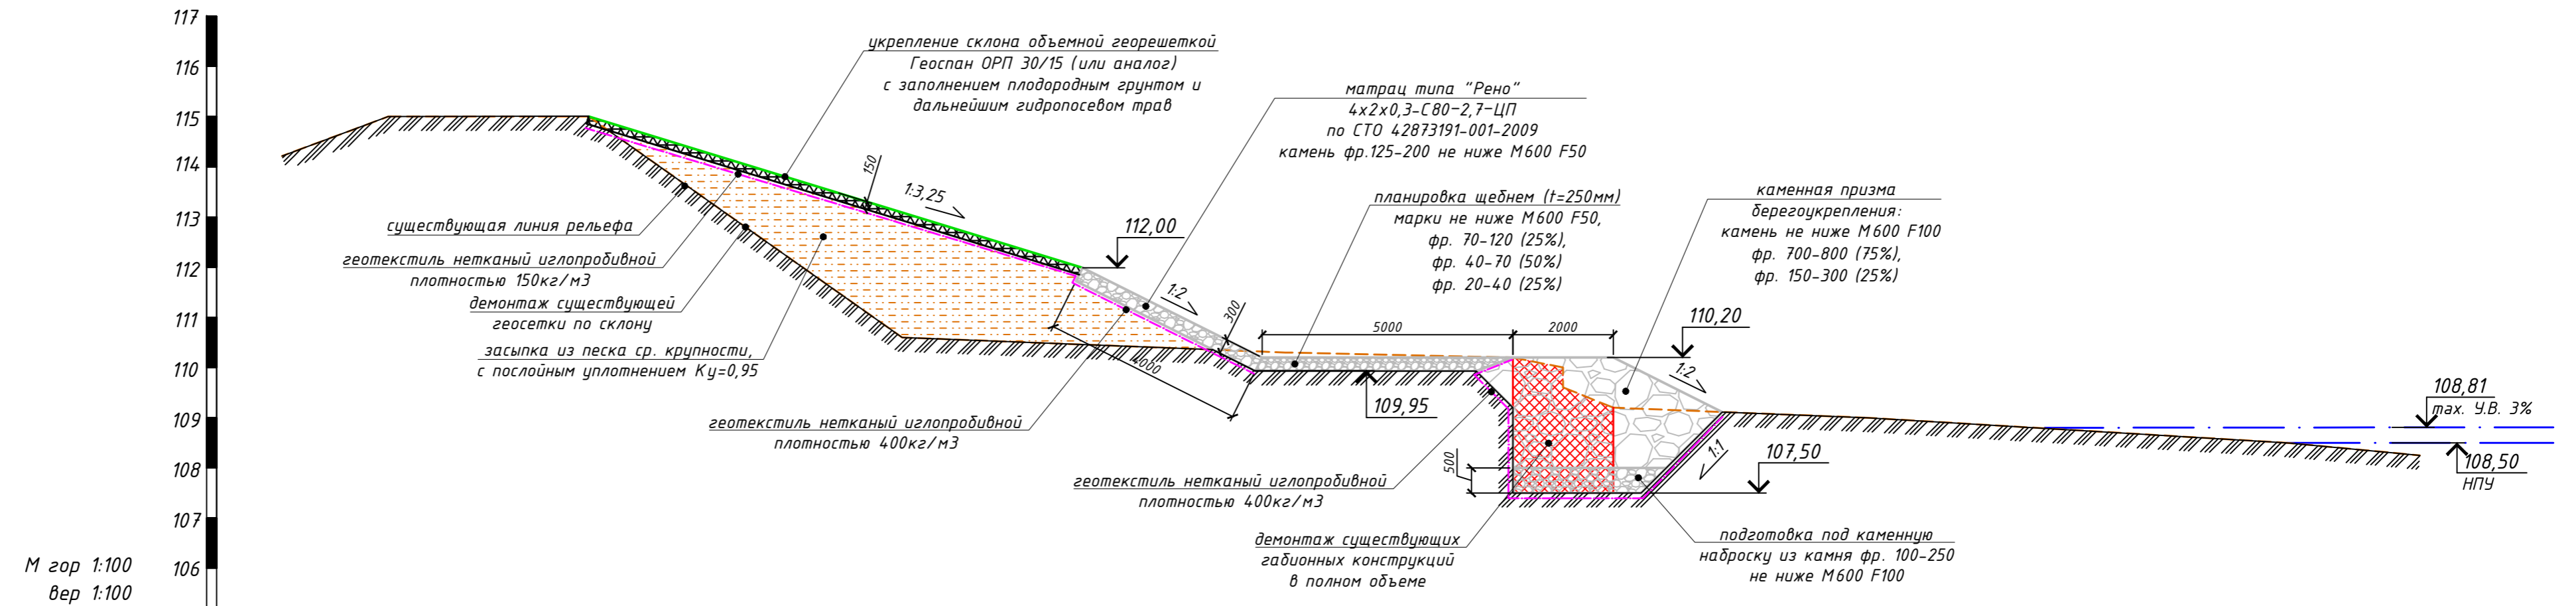 117
116
115
114
113
112
111
110
109
108
107
106
М гор 1:100
вер 1:100
укрепление склона объемной георешеткой
Геоспан ОРП 30/15 (или аналог)
с заполнением плодородным грунтом и
дальнейшим гидропосевом трав
матрац типа "Рено"
4х2х0,3-С80-2,7-ЦП
по СТО 42873191-001-2009
камень фр.125-200 не ниже М600 F50
планировка щебнем (t=250мм)
марки не ниже М600 F50,
фр. 70-120 (25%),
фр. 40-70 (50%)
фр. 20-40 (25%)
каменная призма
берегоукрепления:
камень не ниже М600 F100
фр. 700-800 (75%),
фр. 150-300 (25%)
существующая линия рельефа
геотекстиль нетканый иглопробивной
плотностью 150кг/м3
демонтаж существующей
геосетки по склону
засыпка из песка ср. крупности,
с послойным уплотнением Ку=0,95
геотекстиль нетканый иглопробивной
плотностью 400кг/м3
геотекстиль нетканый иглопробивной
плотностью 400кг/м3
демонтаж существующих
габионных конструкций
в полном объеме
подготовка под каменную
наброску из камня фр. 100-250
не ниже М600 F100
150
1:3,25
112,00
1:2
300
4000
5000
2000
109,95
110,20
1:2
500
1:1
107,50
108,81
max. У.В. 3%
108,50
НПУ